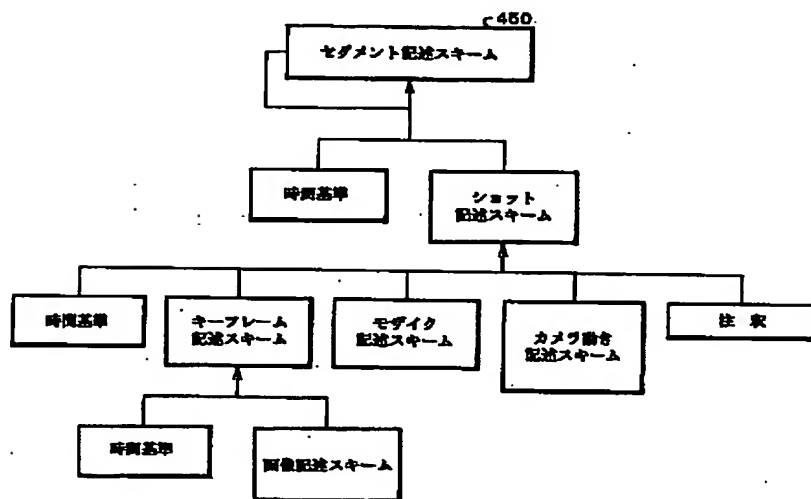 450
セグメント記述スキーム
時間基準
ショット
記述スキーム
時間基準
キーフレーム
記述スキーム
モザイク
記述スキーム
カメラ動き
記述スキーム
注 釈
時間基準
画像記述スキーム